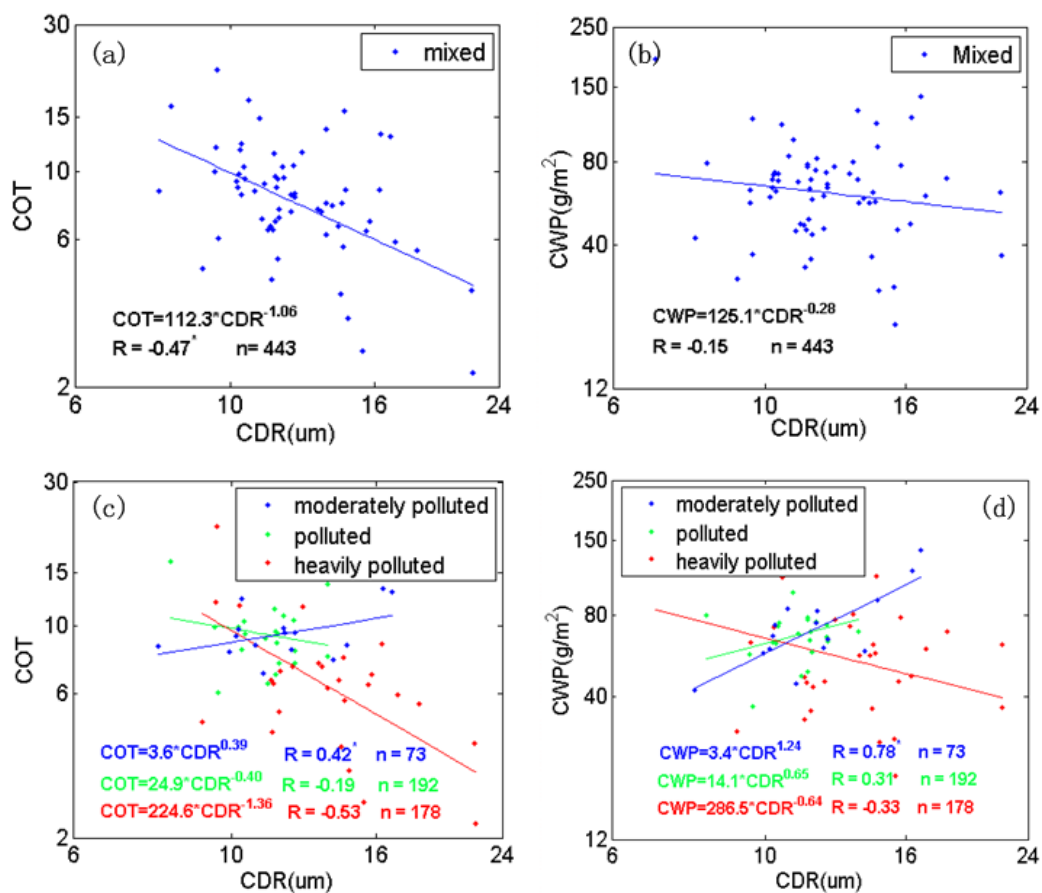 (a)
mixed
30
15
10
6
2
COT
COT=112.3*CDR^-1.06
R = -0.47* n= 443
6 10 16 24
CDR(um)
(b)
Mixed
250
150
80
40
12
CWP(g/m²)
CWP=125.1*CDR^-0.28
R = -0.15 n= 443
6 10 16 24
CDR(um)
(c)
moderately polluted
polluted
heavily polluted
30
15
10
6
2
COT
COT=3.6*CDR^0.39 R = 0.42* n= 73
COT=24.9*CDR^-0.40 R = -0.19 n = 192
COT=224.6*CDR^-1.36 R = -0.53* n = 178
6 10 16 24
CDR(um)
(d)
moderately polluted
polluted
heavily polluted
250
150
80
40
12
CWP(g/m²)
CWP=3.4*CDR^1.24 R = 0.78* n = 73
CWP=14.1*CDR^0.65 R = 0.31* n = 192
CWP=286.5*CDR^-0.64 R = -0.33 n = 178
6 10 16 24
CDR(um)